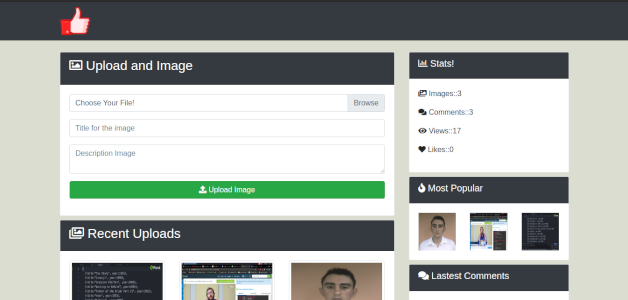 Upload and Image
Choose Your File!
Browse
Title for the image
Description Image
Upload Image
Recent Uploads
Stats!
Images::3
Comments::3
Views::17
Likes::0
Most Popular
Lastest Comments